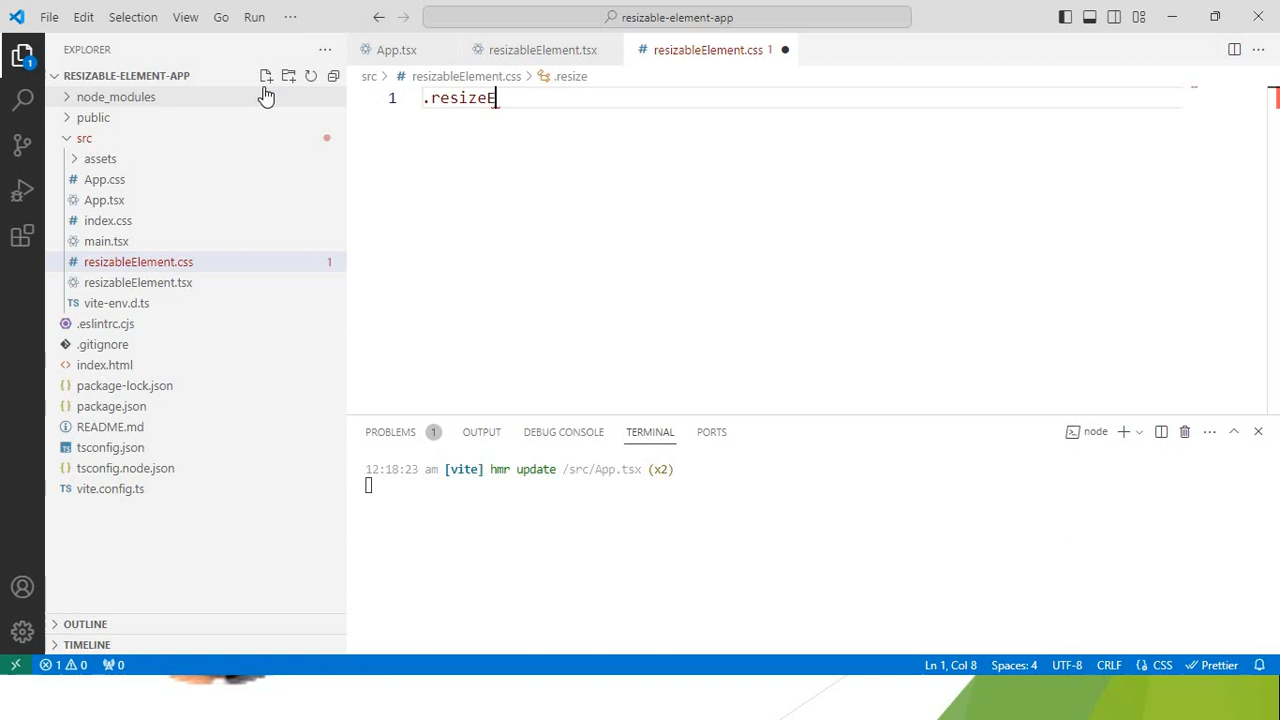 File Edit Selection View Go Run ··· resizable-element-app
EXPLORER ···
App.tsx resizableElement.tsx # resizableElement.css 1
RESIZABLE-ELEMENT-APP
src > # resizableElement.css > .resize
node_modules
1 .resizeE
public
src
assets
# App.css
App.tsx
# index.css
main.tsx
# resizableElement.css 1
resizableElement.tsx
TS vite-env.d.ts
.eslintrc.cjs
.gitignore
<> index.html
{} package-lock.json
{} package.json
README.md
TS tsconfig.json
{} tsconfig.node.json
TS vite.config.ts
OUTLINE
TIMELINE
PROBLEMS 1 OUTPUT DEBUG CONSOLE TERMINAL PORTS node
12:18:23 am [vite] hmr update /src/App.tsx (x2)
1 0 0 Ln 1, Col 8 Spaces: 4 UTF-8 CRLF {} CSS Prettier